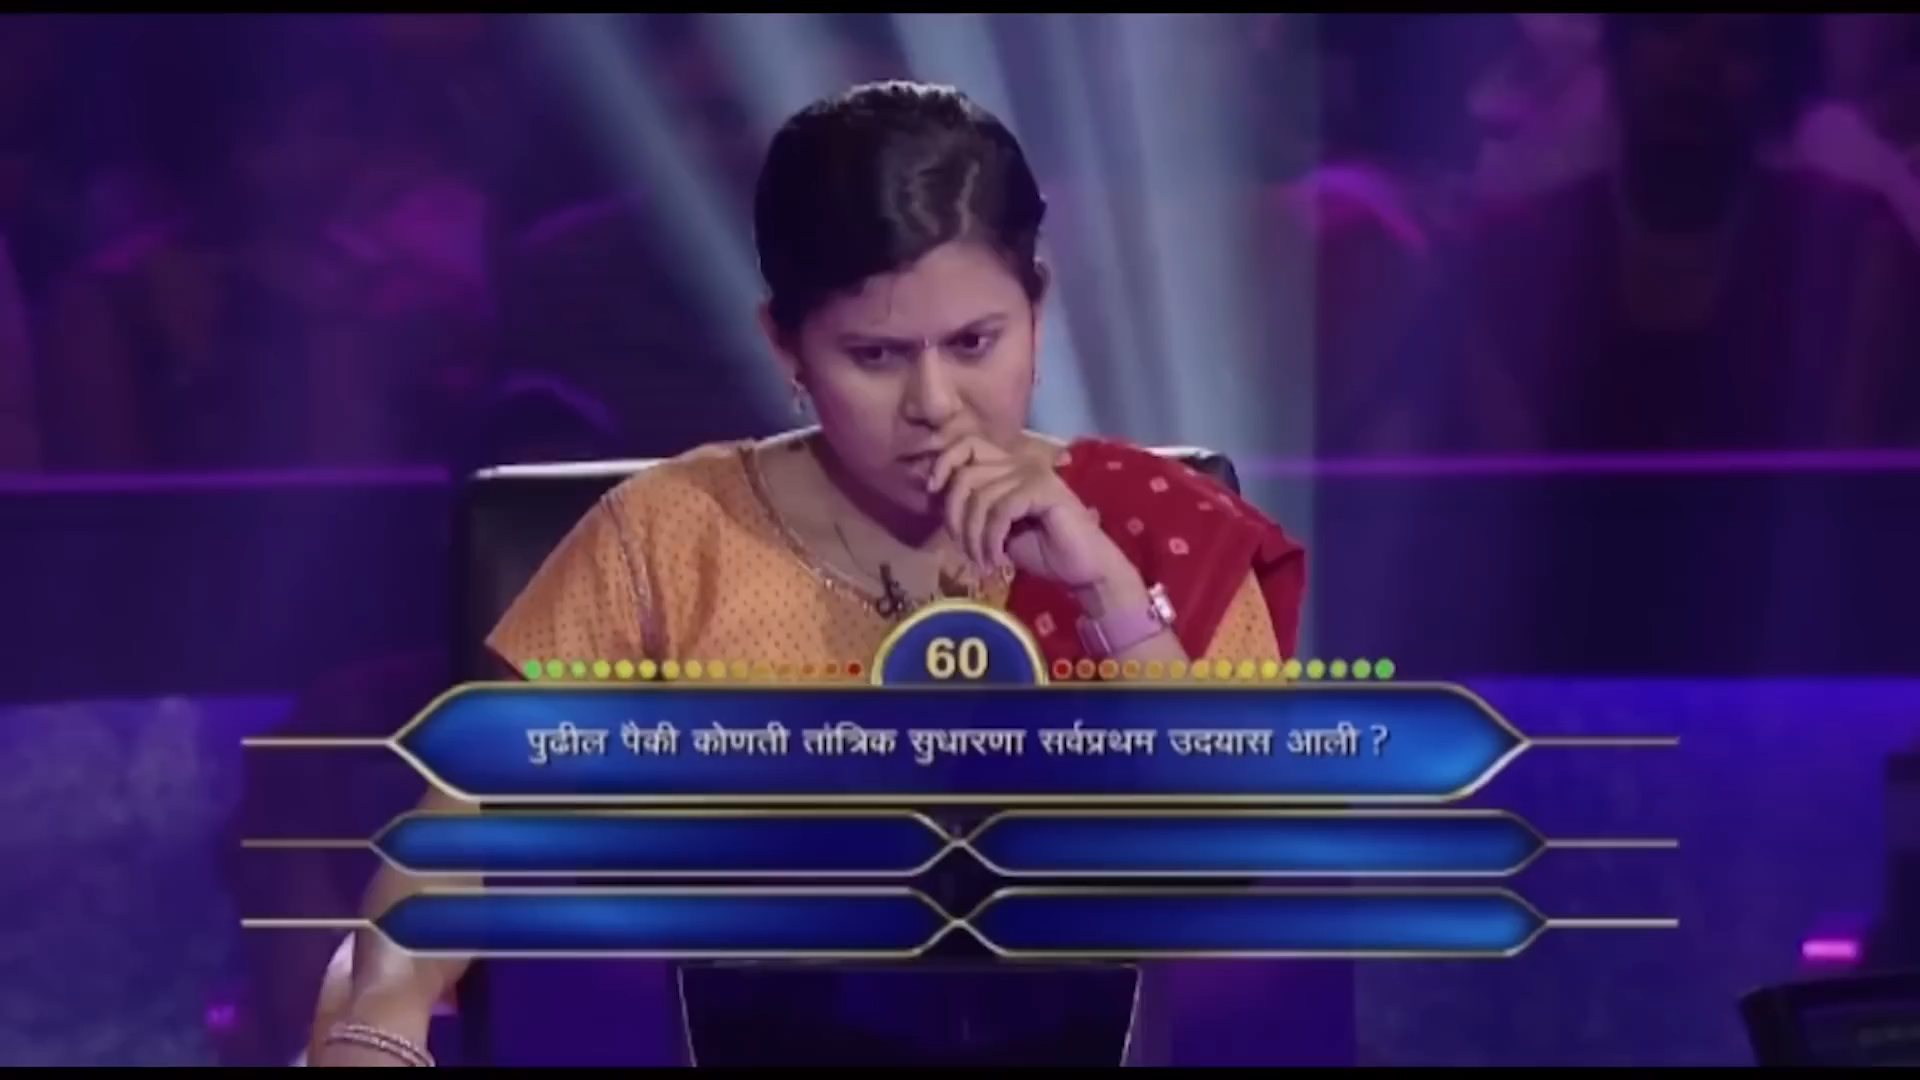 60
पुढील पैकी कोणती तांत्रिक सुधारणा सर्वप्रथम उदयास आली ?